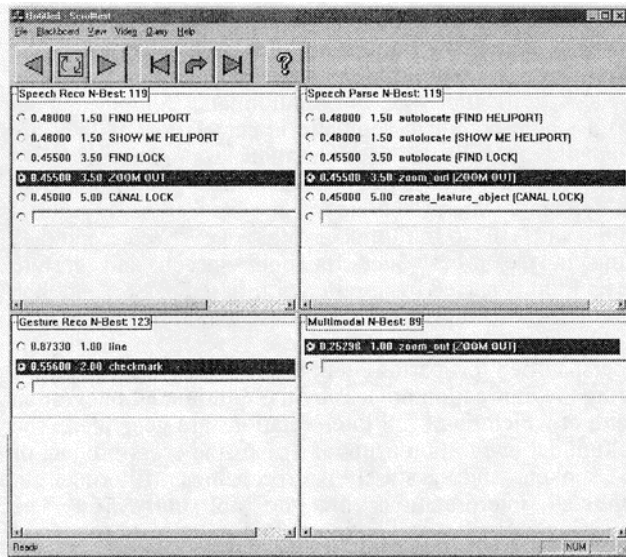 Untitled - Scrolltest
File Blackboard View Video Query Help
?
Speech Reco N-Best: 119
0.48000 1.50 FIND HELIPORT
0.48000 1.50 SHOW ME HELIPORT
0.45500 3.50 FIND LOCK
0.45500 3.50 ZOOM OUT
0.45000 5.00 CANAL LOCK
Speech Parse N-Best: 119
0.48000 1.50 autolocate [FIND HELIPORT]
0.48000 1.50 autolocate [SHOW ME HELIPORT]
0.45500 3.50 autolocate [FIND LOCK]
0.45500 3.50 zoom_out [ZOOM OUT]
0.45000 5.00 create_feature_object [CANAL LOCK]
Gesture Reco N-Best: 123
0.87330 1.00 line
0.55600 2.00 checkmark
Multimodal N-Best: 89
0.25298 1.00 zoom_out [ZOOM OUT]
Ready
NUM